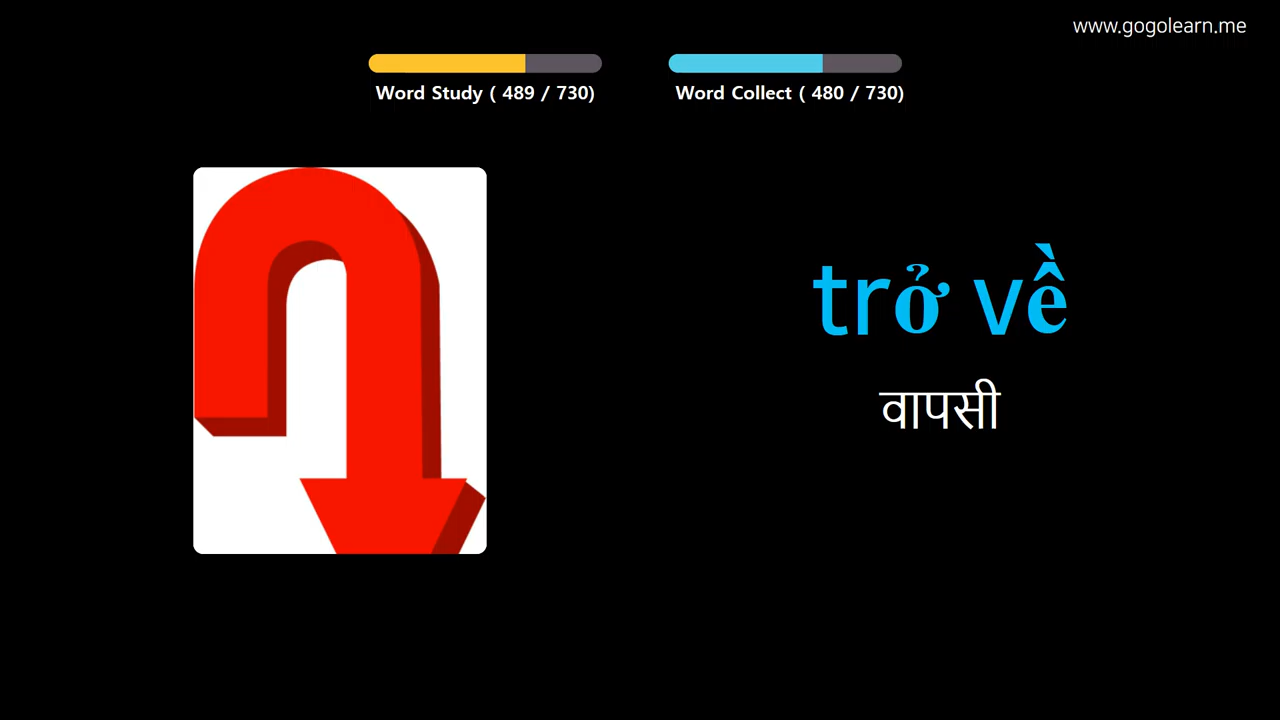 www.gogolearn.me
Word Study ( 489 / 730)
Word Collect ( 480 / 730)
trở về
वापसी